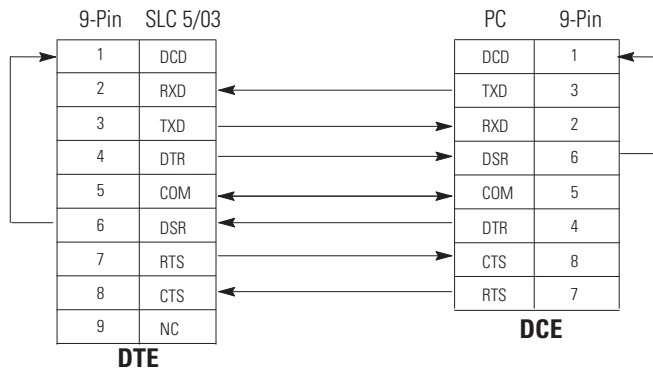 9-Pin SLC 5/03 PC 9-Pin
1 DCD DCD 1
2 RXD TXD 3
3 TXD RXD 2
4 DTR DSR 6
5 COM COM 5
6 DSR DTR 4
7 RTS CTS 8
8 CTS RTS 7
9 NC
DCE
DTE